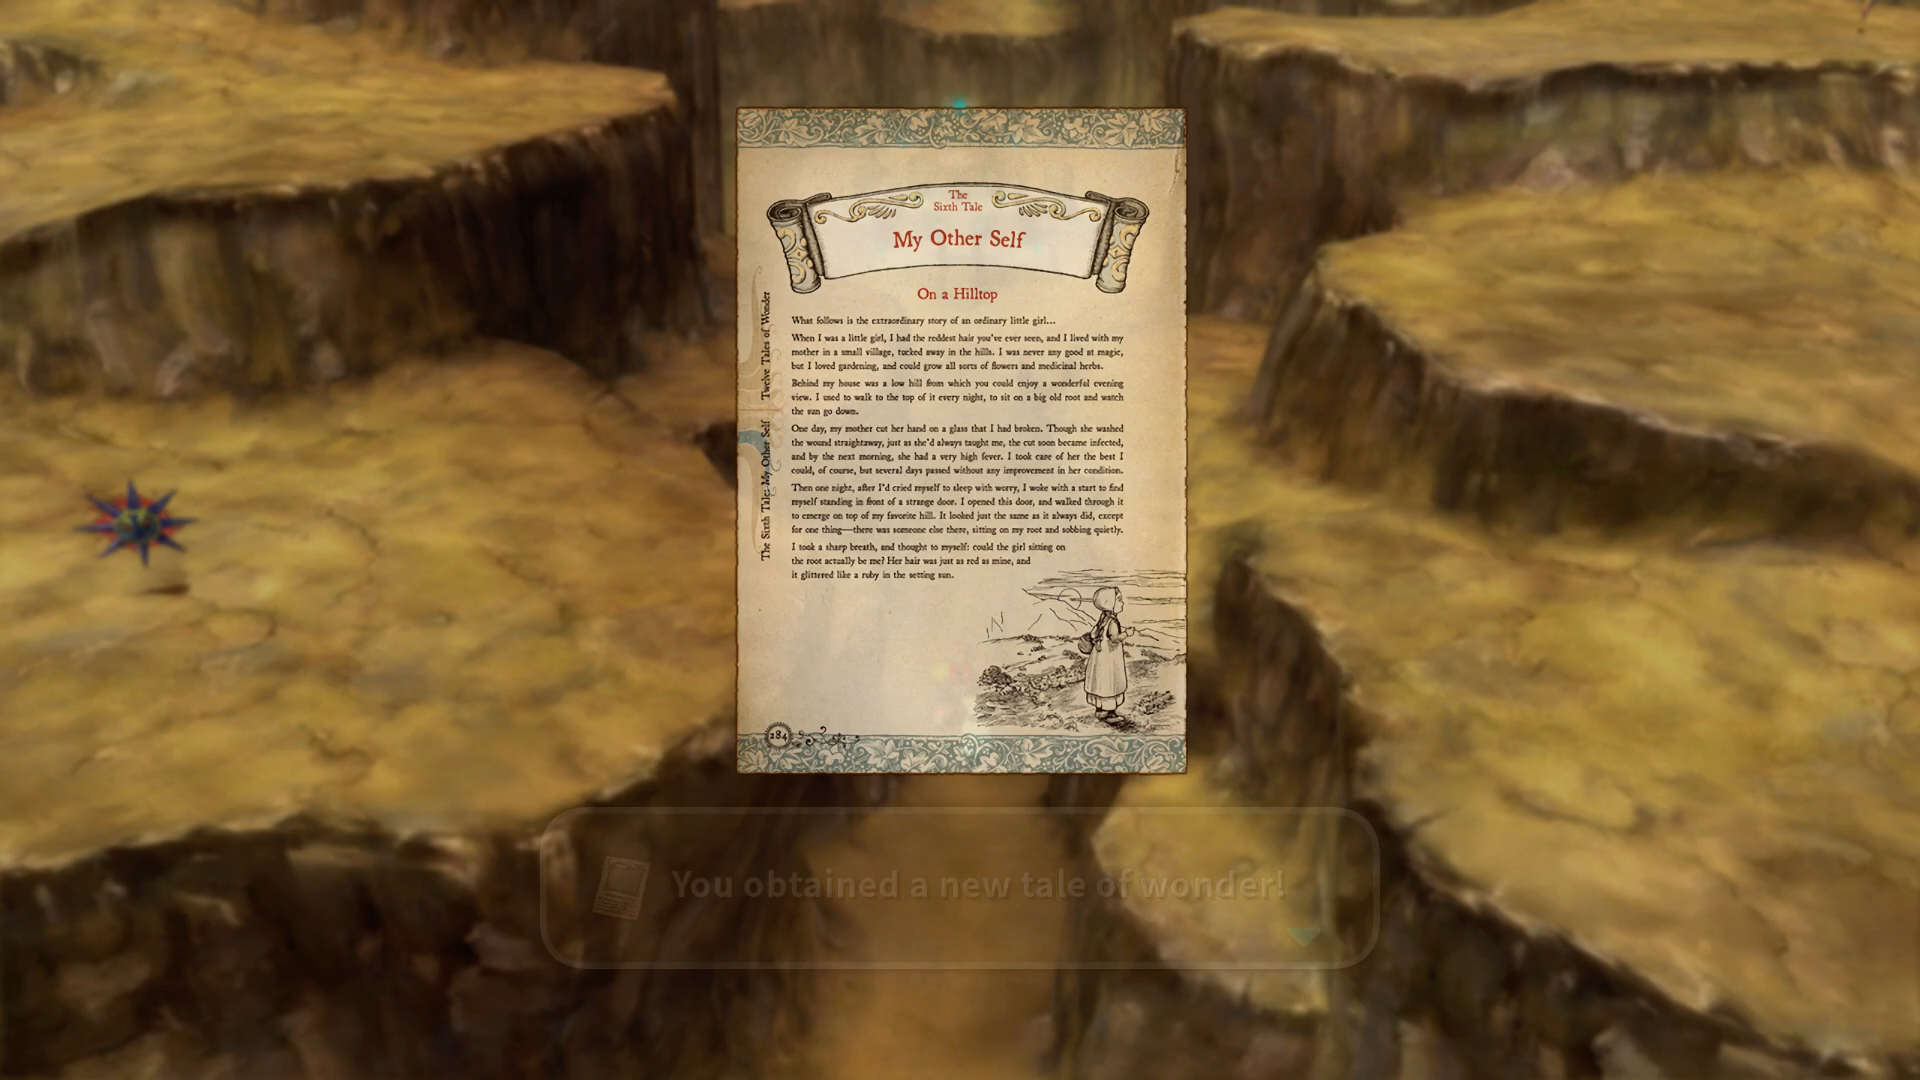 The
Sixth Tale
My Other Self
On a Hilltop
What follows is the extraordinary story of an ordinary little girl...
When I was a little girl, I had the reddest hair you've ever seen, and I lived with my
mother in a small village, tucked away in the hills. I was never any good at magic,
but I loved gardening, and could grow all sorts of flowers and medicinal herbs.
Behind my house was a low hill from which you could enjoy a wonderful evening
view. I used to walk to the top of it every night, to sit on a big old root and watch
the sun go down.
One day, my mother cut her hand on a glass that I had broken. Though she washed
the wound straightaway, just as she'd always taught me, the cut soon became infected,
and by the next morning, she had a very high fever. I took care of her the best I
could, of course, but several days passed without any improvement in her condition.
Then one night, after I'd cried myself to sleep with worry, I woke with a start to find
myself standing in front of a strange door. I opened this door, and walked through it
to emerge on top of my favorite hill. It looked just the same as it always did, except
for one thing—there was someone else there, sitting on my root and sobbing quietly.
I took a sharp breath, and thought to myself: could the girl sitting on
the root actually be me? Her hair was just as red as mine, and
it glittered like a ruby in the setting sun.
284
The Sixth Tale: My Other Self Twelve Tales of Wonder
You obtained a new tale of wonder!